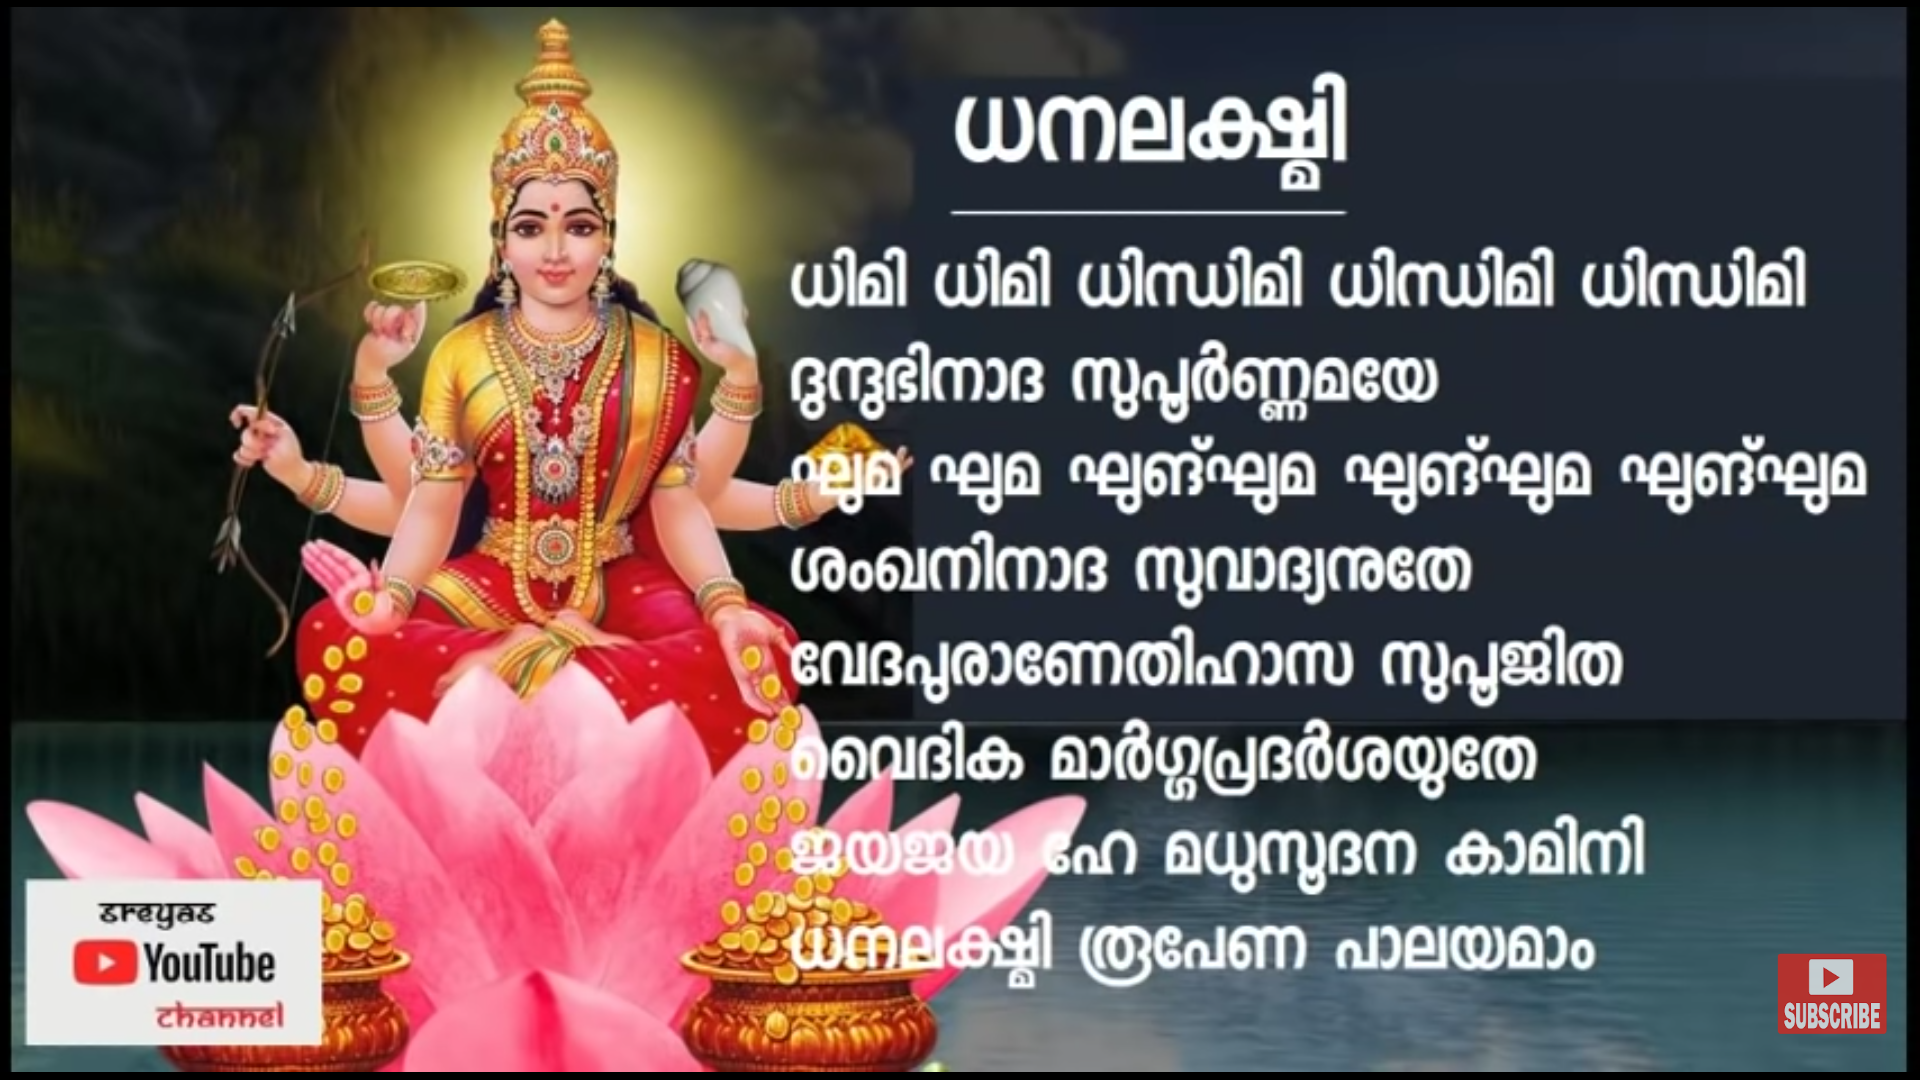 ധനലക്ഷ്മി
ധിമി ധിമി ധിന്ധിമി ധിന്ധിമി ധിന്ധിമി
ദുന്ദുഭിനാദ സുപൂർണ്ണമയേ
ഘുമ ഘുമ ഘുങ്ഘുമ ഘുങ്ഘുമ ഘുങ്ഘുമ
ശംഖനിനാദ സുവാദ്യനുതേ
വേദപുരാണേതിഹാസ സുപൂജിത
വൈദിക മാർഗ്ഗപ്രദർശയുതേ
ജയജയ ഹേ മധുസൂദന കാമിനി
ധനലക്ഷ്മി രൂപേണ പാലയമാം
sreyas
YouTube
channel
SUBSCRIBE